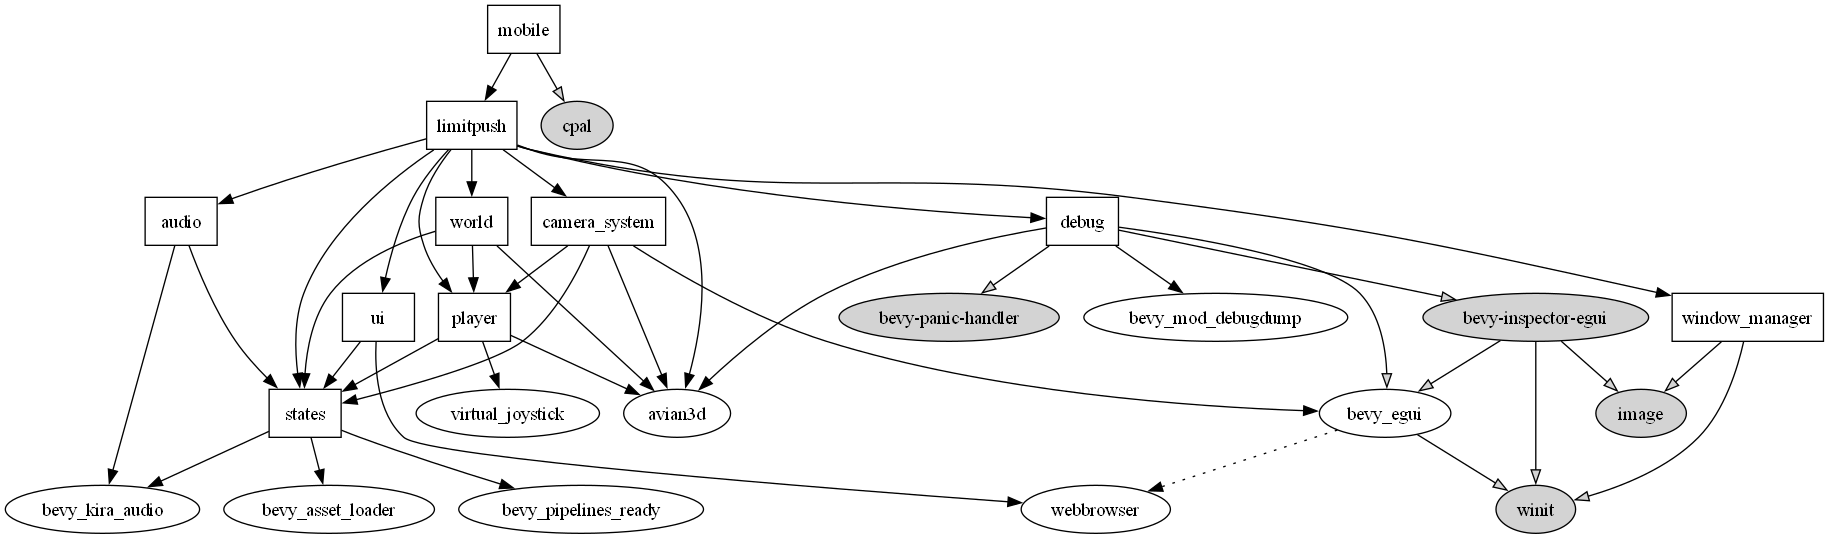 mobile
limitpush
cpal
audio
world
camera_system
debug
ui
player
bevy-panic-handler
bevy_mod_debugdump
bevy-inspector-egui
window_manager
states
virtual_joystick
avian3d
bevy_egui
image
bevy_kira_audio
bevy_asset_loader
bevy_pipelines_ready
webbrowser
winit